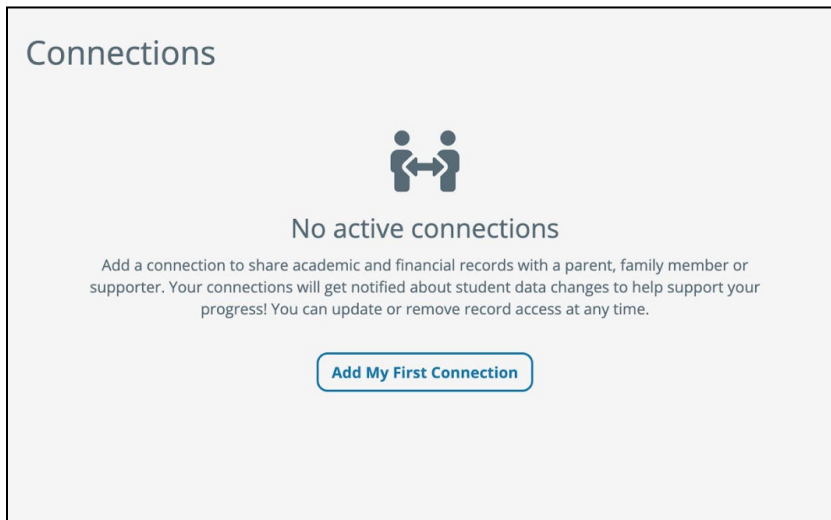 Connections
No active connections
Add a connection to share academic and financial records with a parent, family member or
supporter. Your connections will get notified about student data changes to help support your
progress! You can update or remove record access at any time.
Add My First Connection